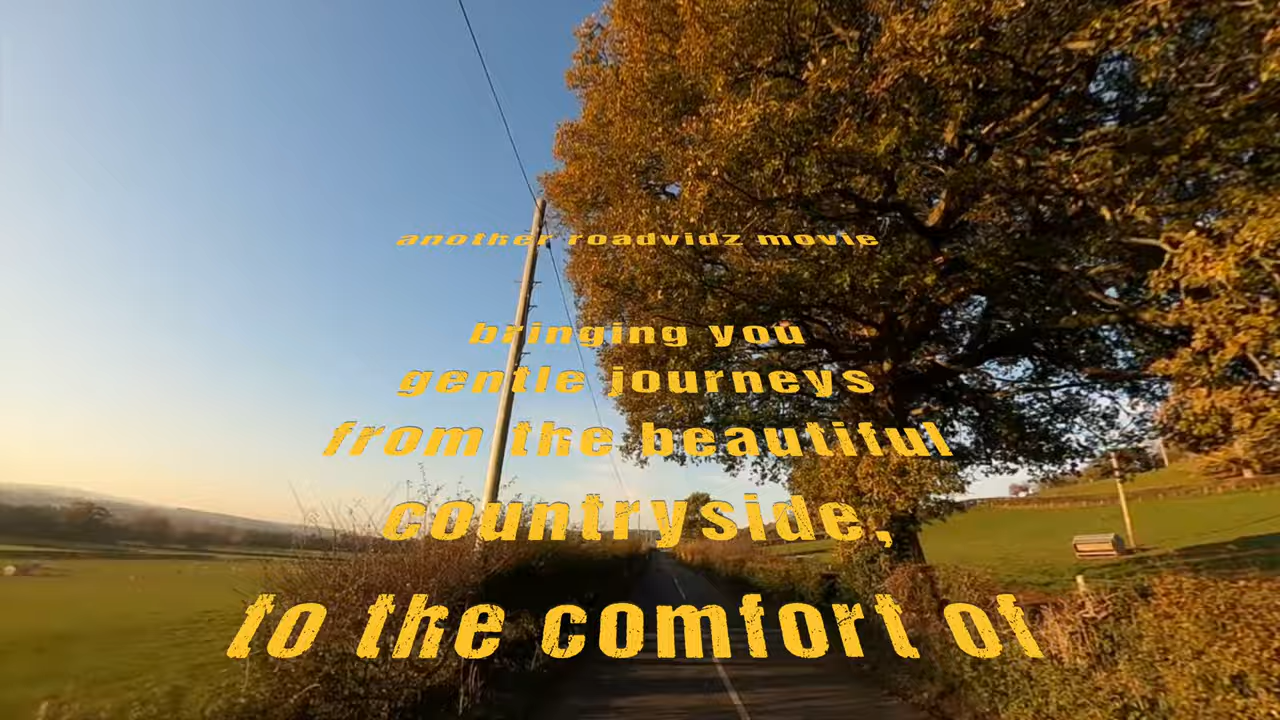 another roadvidz movie
bringing you
gentle journeys
from the beautiful
countryside,
to the comfort of